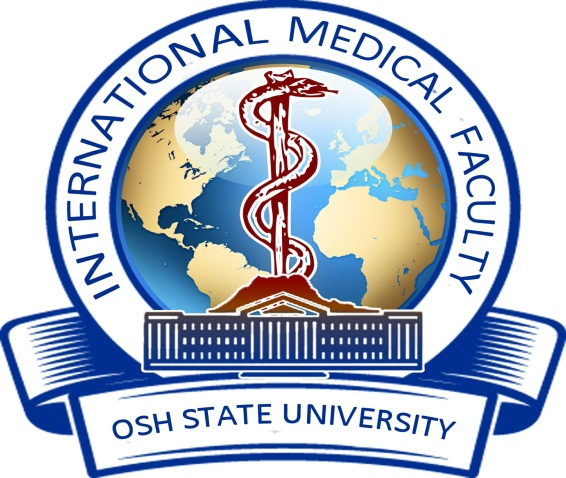 INTERNATIONAL MEDICAL FACULTY
OSH STATE UNIVERSITY